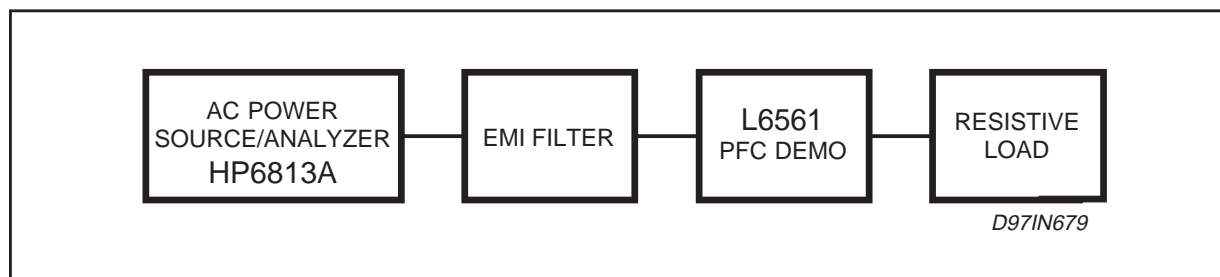 AC POWER
SOURCE/ANALYZER
HP6813A
EMI FILTER
L6561
PFC DEMO
RESISTIVE
LOAD
D97IN679